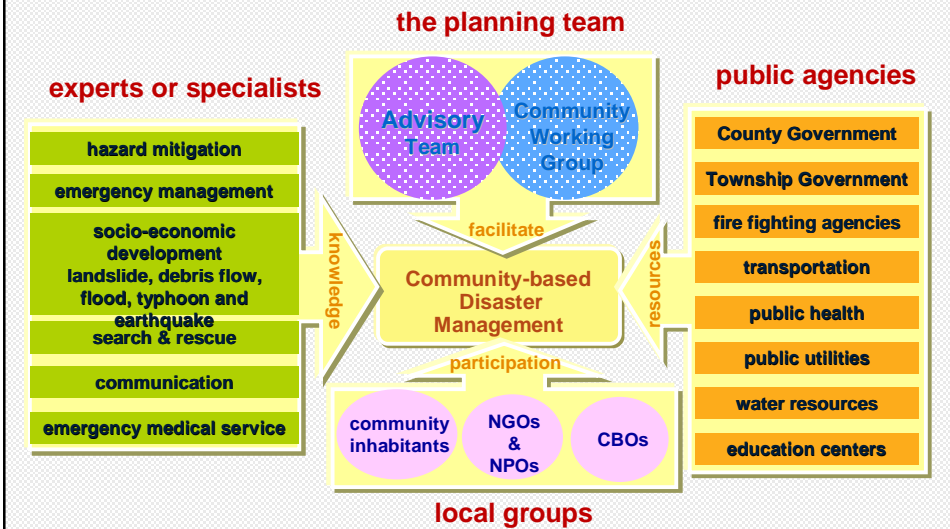 the planning team
experts or specialists
public agencies
Advisory
Team
Community
Working
Group
hazard mitigation
emergency management
socio-economic
development
landslide, debris flow,
flood, typhoon and
earthquake
search & rescue
communication
emergency medical service
knowledge
facilitate
Community-based
Disaster
Management
resources
participation
County Government
Township Government
fire fighting agencies
transportation
public health
public utilities
water resources
education centers
community
inhabitants
NGOs
&
NPOs
CBOs
local groups